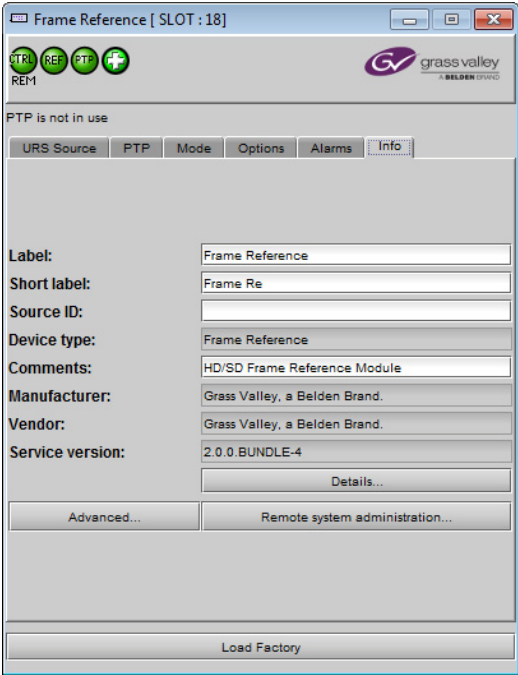 Frame Reference [ SLOT : 18]
CTRL REF PTP
REM
grass valley
A BELDEN BRAND
PTP is not in use
URS Source PTP Mode Options Alarms Info
Label: Frame Reference
Short label: Frame Re
Source ID:
Device type: Frame Reference
Comments: HD/SD Frame Reference Module
Manufacturer: Grass Valley, a Belden Brand.
Vendor: Grass Valley, a Belden Brand.
Service version: 2.0.0.BUNDLE-4
Details...
Advanced... Remote system administration...
Load Factory